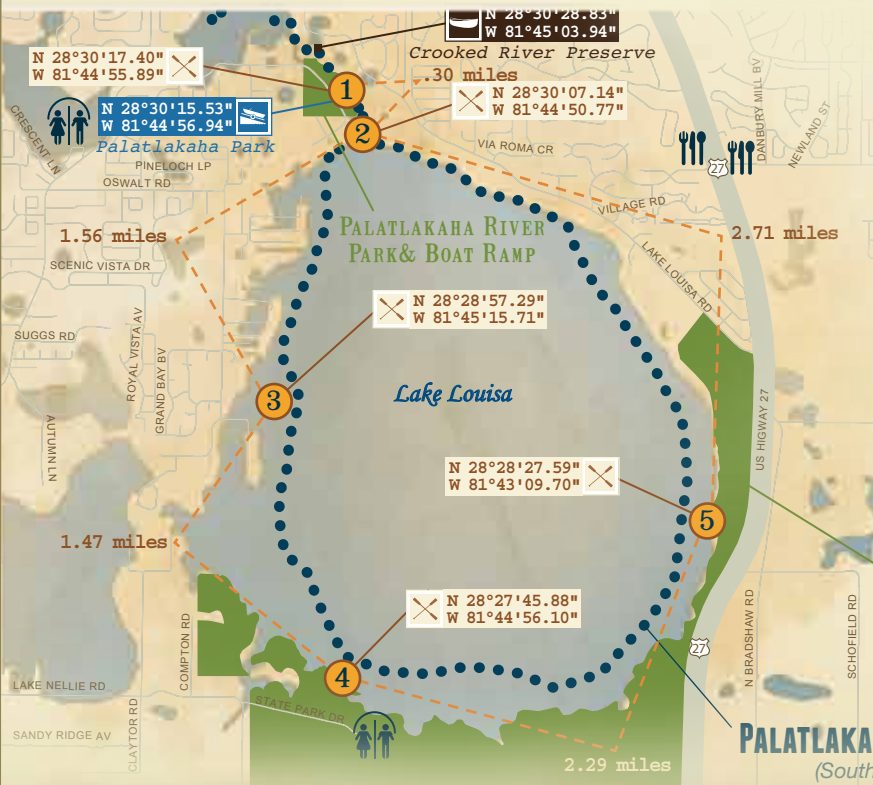 N 28°30'28.83"
W 81°45'03.94"
Crooked River Preserve
N 28°30'17.40"
W 81°44'55.89"
1
.30 miles
N 28°30'07.14"
W 81°44'50.77"
N 28°30'15.53"
W 81°44'56.94"
Palatlakaha Park
2
CRESCENT LN
PINELOCH LP
OSWALT RD
VIA ROMA CR
DANBURY MILL BV
NEWLAND ST
27
VILLAGE RD
PALATLAKAHA RIVER
PARK& BOAT RAMP
1.56 miles
2.71 miles
SCENIC VISTA DR
LAKE LOUISA RD
N 28°28'57.29"
W 81°45'15.71"
SUGGS RD
ROYAL VISTA AV
GRAND BAY BV
3
Lake Louisa
US HIGWAY 27
AUTUMN LN
N 28°28'27.59"
W 81°43'09.70"
5
1.47 miles
N 28°27'45.88"
W 81°44'56.10"
COMPTON RD
N BRADSHAW RD
SCHOFIELD RD
27
4
LAKE NELLIE RD
STATE PARK DR
CLAYTOR RD
SANDY RIDGE AV
PALATLAKA
(South
2.29 miles